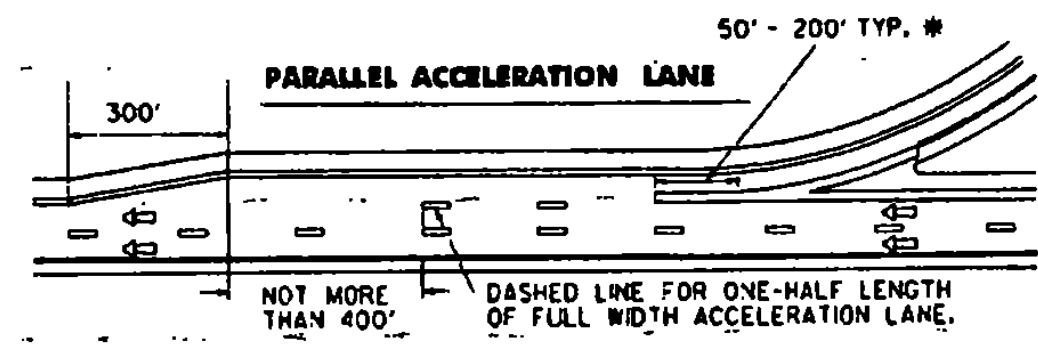 50' - 200' TYP. *
PARALLEL ACCELERATION LANE
300'
NOT MORE
THAN 400'
DASHED LINE FOR ONE-HALF LENGTH
OF FULL WIDTH ACCELERATION LANE.